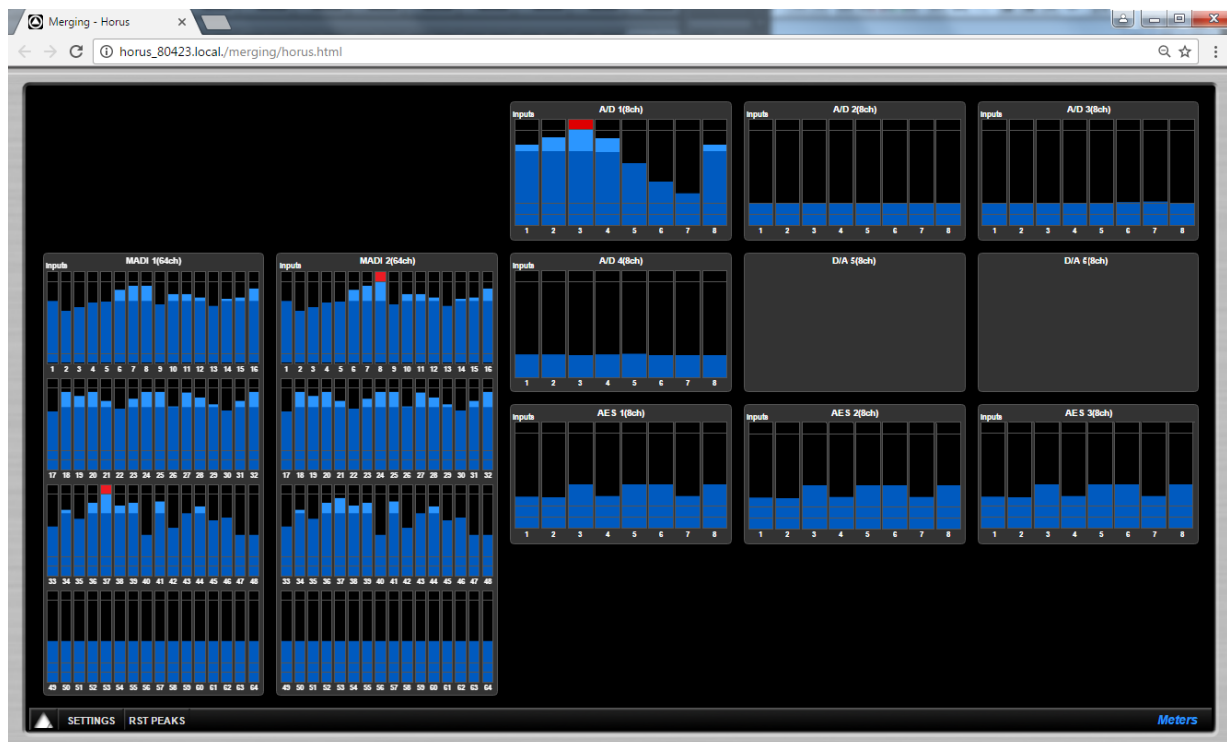 Merging - Horus
horus_80423.local./merging/horus.html
A/D 1(8ch)
Inputs
1 2 3 4 5 6 7 8
A/D 2(8ch)
Inputs
1 2 3 4 5 6 7 8
A/D 3(8ch)
Inputs
1 2 3 4 5 6 7 8
MADI 1(64ch)
Inputs
1 2 3 4 5 6 7 8 9 10 11 12 13 14 15 16
17 18 19 20 21 22 23 24 25 26 27 28 29 30 31 32
33 34 35 36 37 38 39 40 41 42 43 44 45 46 47 48
49 50 51 52 53 54 55 56 57 58 59 60 61 62 63 64
MADI 2(64ch)
Inputs
1 2 3 4 5 6 7 8 9 10 11 12 13 14 15 16
17 18 19 20 21 22 23 24 25 26 27 28 29 30 31 32
33 34 35 36 37 38 39 40 41 42 43 44 45 46 47 48
49 50 51 52 53 54 55 56 57 58 59 60 61 62 63 64
A/D 4(8ch)
Inputs
1 2 3 4 5 6 7 8
D/A 5(8ch)
D/A 6(8ch)
AES 1(8ch)
Inputs
1 2 3 4 5 6 7 8
AES 2(8ch)
Inputs
1 2 3 4 5 6 7 8
AES 3(8ch)
Inputs
1 2 3 4 5 6 7 8
SETTINGS RST PEAKS Meters